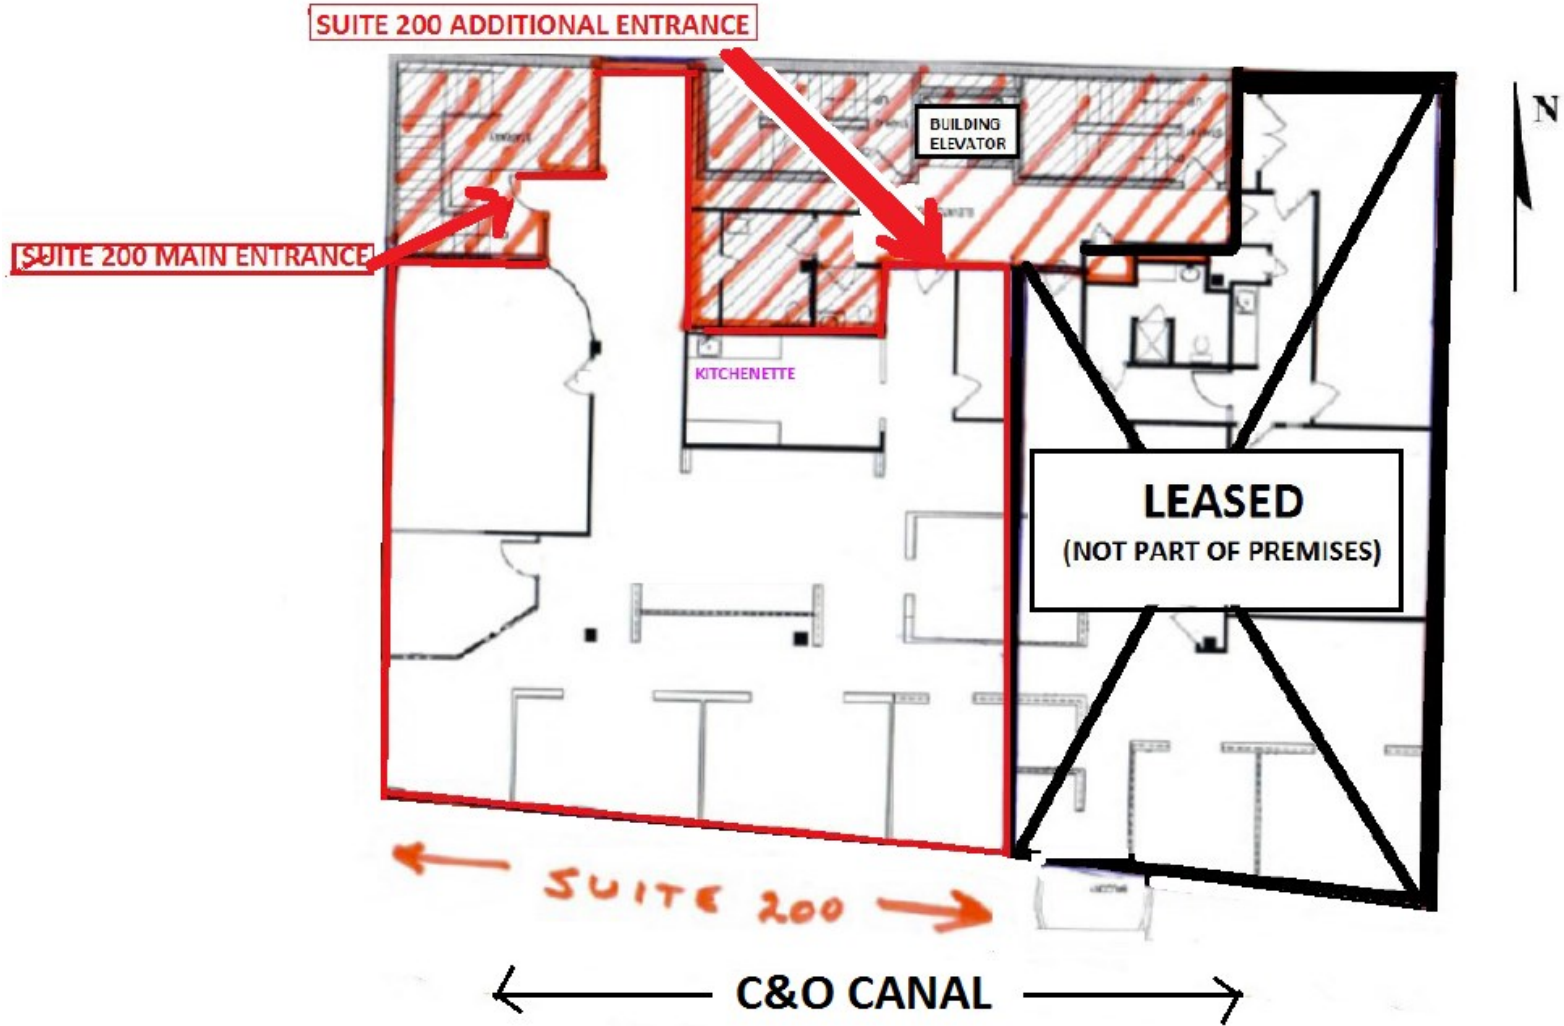 SUITE 200 ADDITIONAL ENTRANCE
N
BUILDING
ELEVATOR
SUITE 200 MAIN ENTRANCE
KITCHENETTE
LEASED
(NOT PART OF PREMISES)
SUITE 200
C&O CANAL